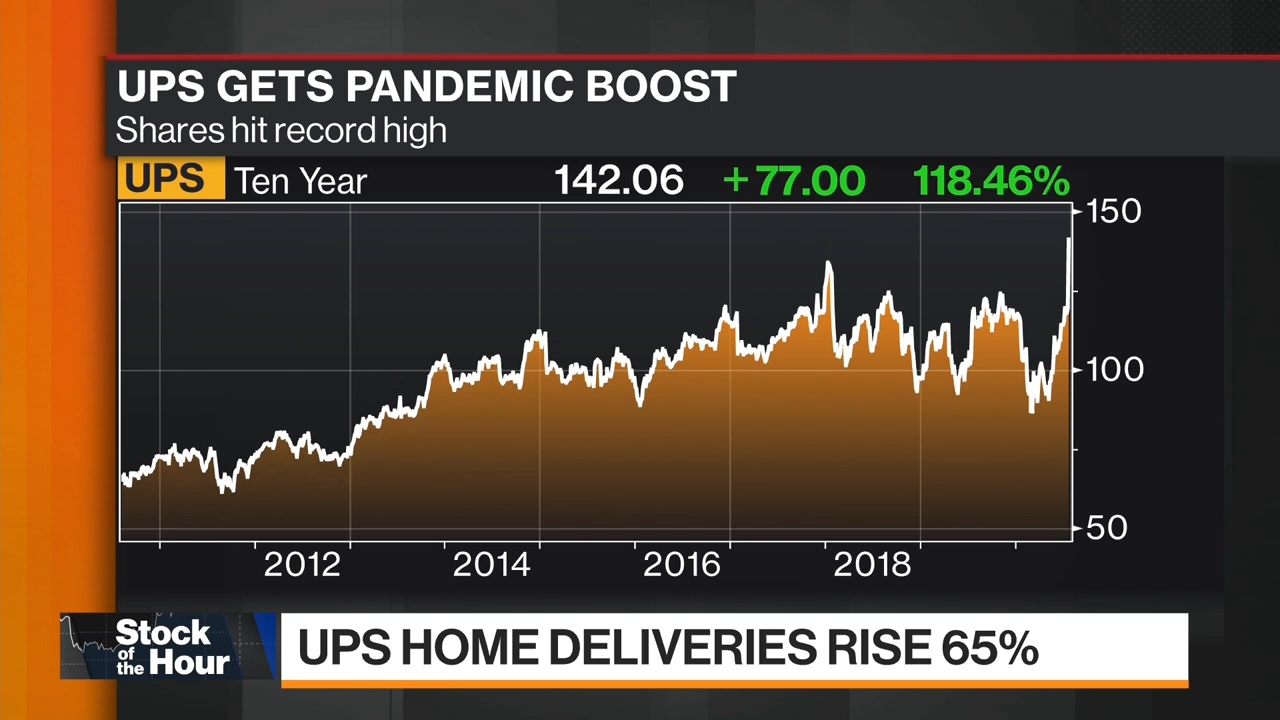 UPS GETS PANDEMIC BOOST
Shares hit record high
UPS Ten Year 142.06 +77.00 118.46%
150
100
50
2012 2014 2016 2018
Stock
of
the Hour
UPS HOME DELIVERIES RISE 65%